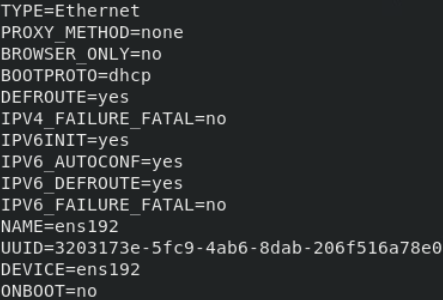 TYPE=Ethernet
PROXY_METHOD=none
BROWSER_ONLY=no
BOOTPROTO=dhcp
DEFROUTE=yes
IPV4_FAILURE_FATAL=no
IPV6INIT=yes
IPV6_AUTOCONF=yes
IPV6_DEFROUTE=yes
IPV6_FAILURE_FATAL=no
NAME=ens192
UUID=3203173e-5fc9-4ab6-8dab-206f516a78e0
DEVICE=ens192
ONBOOT=no